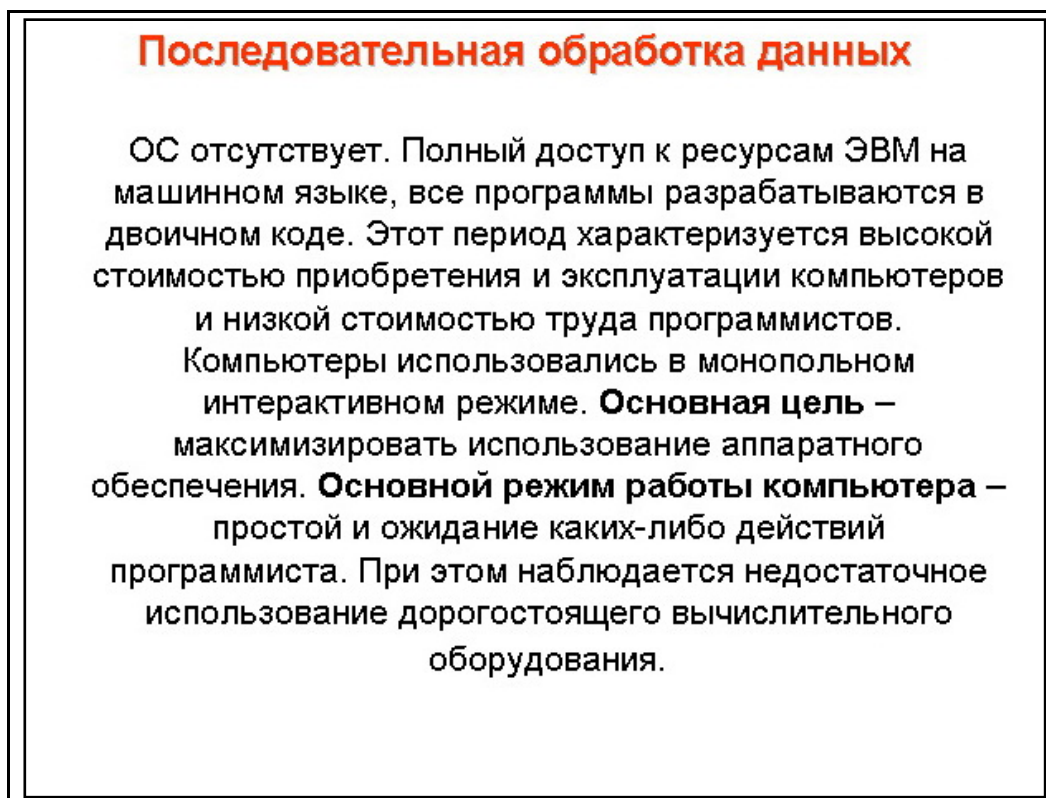 Последовательная обработка данных
ОС отсутствует. Полный доступ к ресурсам ЭВМ на
машинном языке, все программы разрабатываются в
двоичном коде. Этот период характеризуется высокой
стоимостью приобретения и эксплуатации компьютеров
и низкой стоимостью труда программистов.
Компьютеры использовались в монопольном
интерактивном режиме. Основная цель –
максимизировать использование аппаратного
обеспечения. Основной режим работы компьютера –
простой и ожидание каких-либо действий
программиста. При этом наблюдается недостаточное
использование дорогостоящего вычислительного
оборудования.